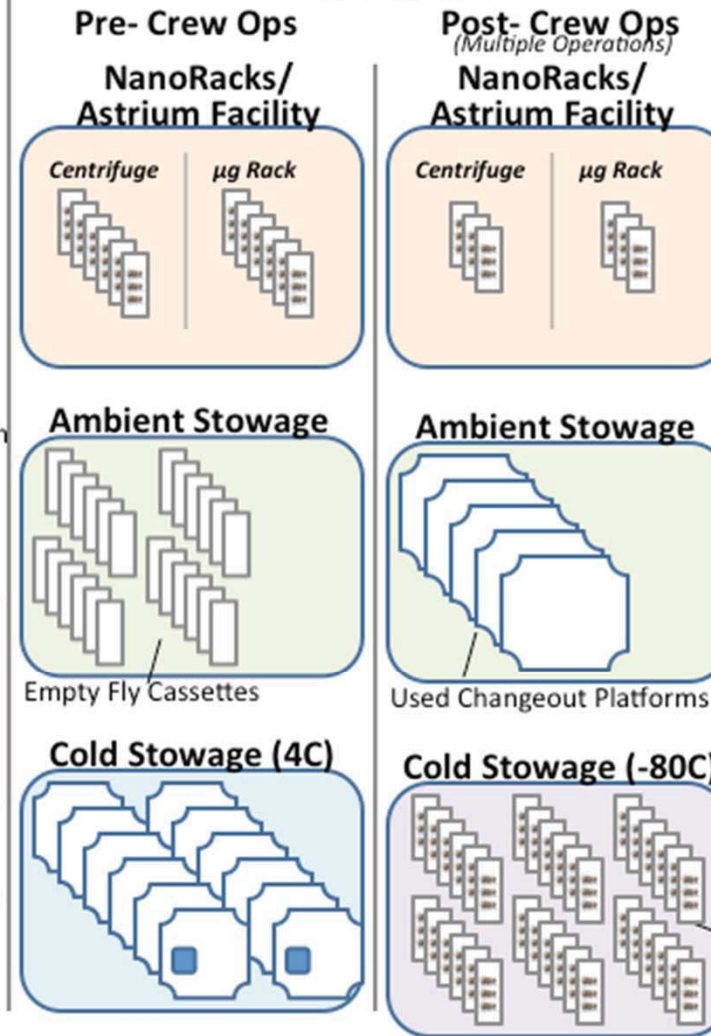 Pre- Crew Ops
NanoRacks/
Astrium Facility
Centrifuge
μg Rack
Ambient Stowage
Empty Fly Cassettes
Cold Stowage (4C)
Post- Crew Ops
(Multiple Operations)
NanoRacks/
Astrium Facility
Centrifuge
μg Rack
Ambient Stowage
Used Changeout Platforms
Cold Stowage (-80C)